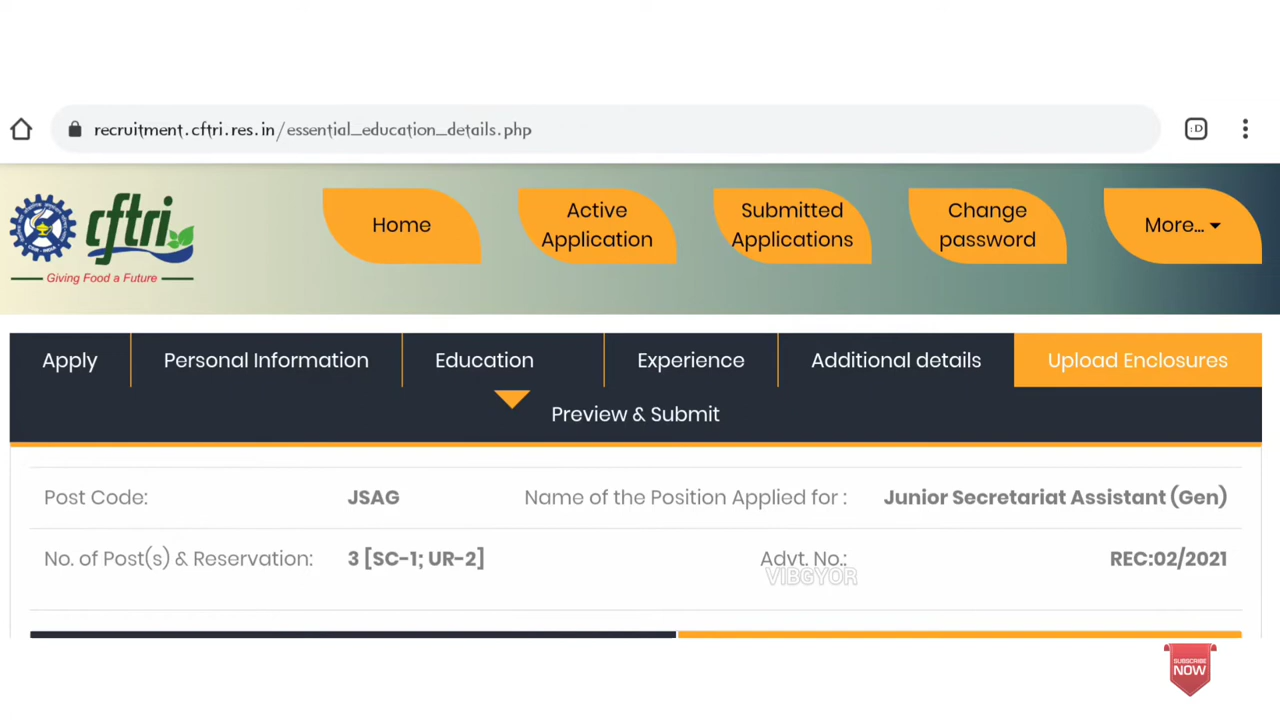 recruitment.cftri.res.in/essential_education_details.php
:D
cftri
Giving Food a Future
Home
Active
Application
Submitted
Applications
Change
password
More...
Apply
Personal Information
Education
Experience
Additional details
Upload Enclosures
Preview & Submit
Post Code:
JSAG
Name of the Position Applied for :
Junior Secretariat Assistant (Gen)
No. of Post(s) & Reservation:
3 [SC-1; UR-2]
Advt. No.:
REC:02/2021
VIBGYOR
SUBSCRIBE
NOW